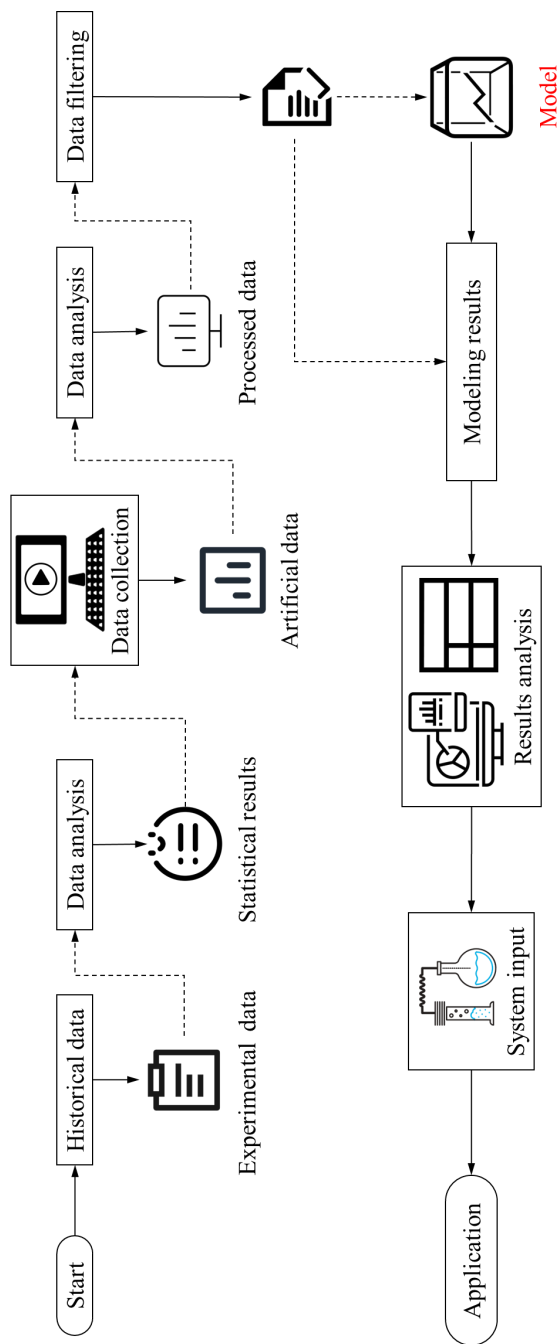 Start
Historical data
Experimental data
Data analysis
Statistical results
Data collection
Artificial data
Data analysis
Processed data
Data filtering
Model
Modeling results
Results analysis
System input
Application